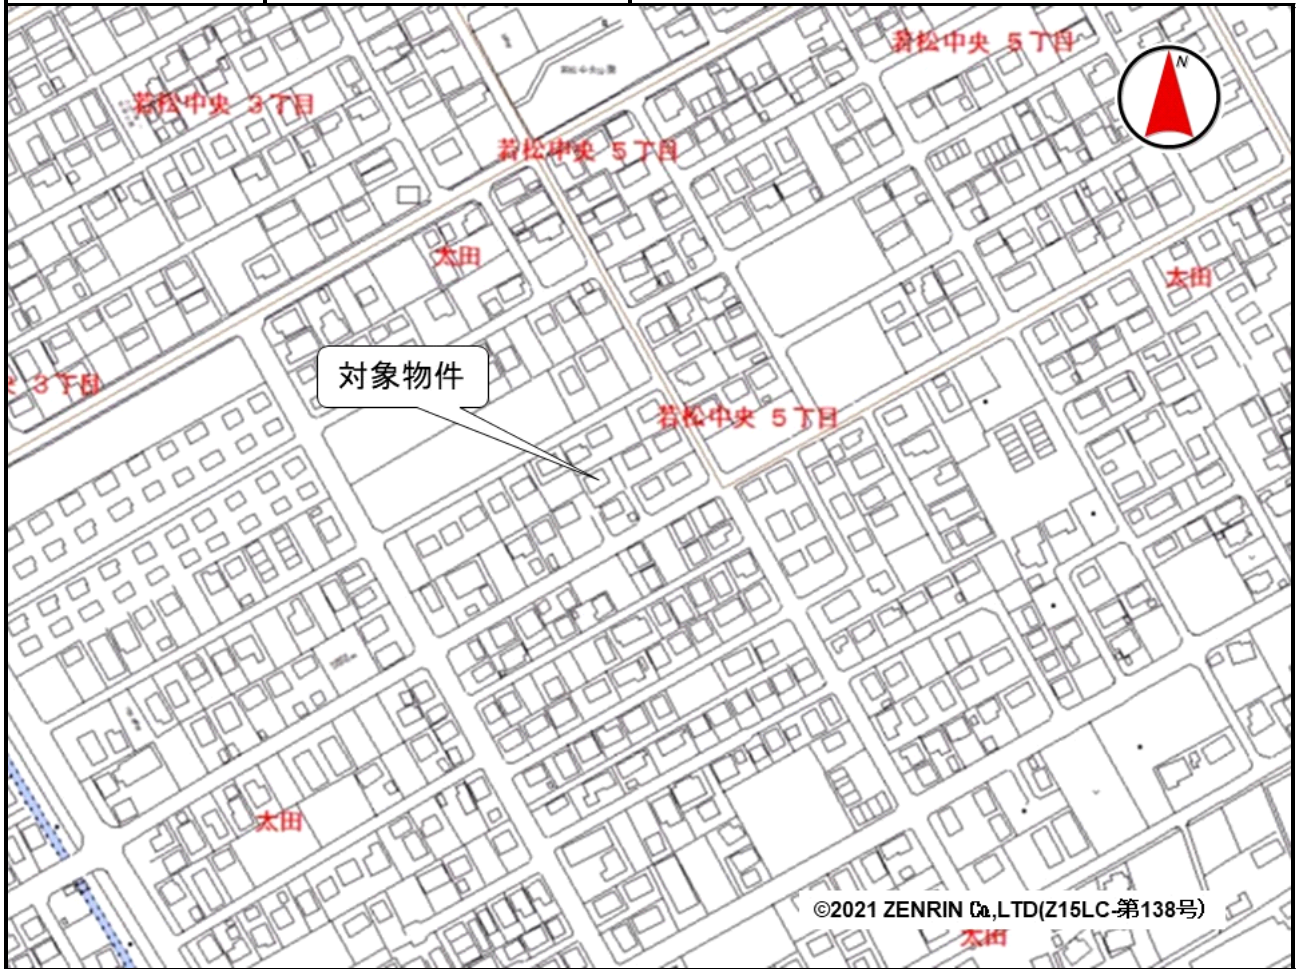 若松中央 5丁目
N
若松中央 3丁目
若松中央 5丁目
太田
太田
対象物件
3丁目
若松中央 5丁目
太田
©2021 ZENRIN Co.,LTD(Z15LC-第138号)
太田